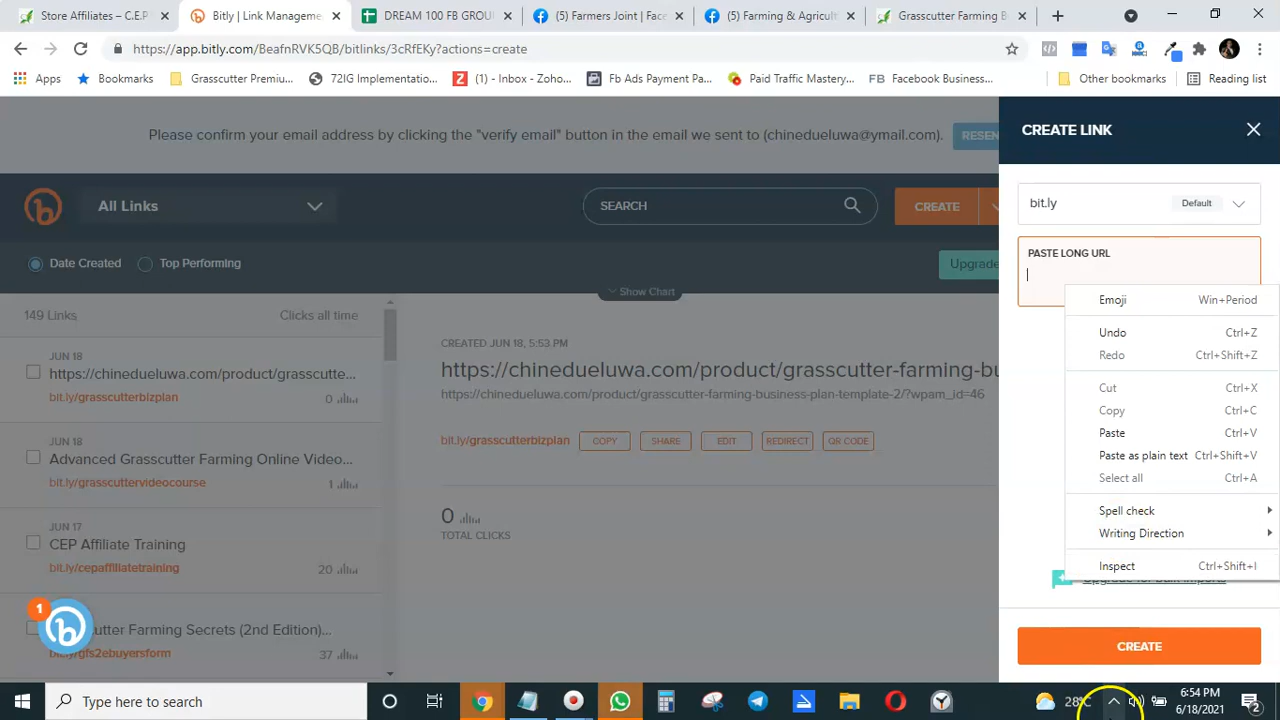 Store Affiliates - C.E.P
Bitly | Link Manageme
DREAM 100 FB GROU
(5) Farmers Joint | Face
(5) Farming & Agricult
Grasscutter Farming B
https://app.bitly.com/BeafnRVK5QB/bitlinks/3cRfEKy?actions=create
Apps
Bookmarks
Grasscutter Premiu...
72IG Implementatio...
(1) - Inbox - Zoho...
Fb Ads Payment Pa...
Paid Traffic Mastery...
FB Facebook Busines...
Other bookmarks
Reading list
Please confirm your email address by clicking the "verify email" button in the email we sent to (chinedueluwa@ymail.com).
RESEN
CREATE LINK
All Links
SEARCH
CREATE
bit.ly
Default
PASTE LONG URL
Date Created
Top Performing
Upgrade
Show Chart
149 Links
Clicks all time
JUN 18
https://chinedueluwa.com/product/grasscutte...
bit.ly/grasscutterbizplan
0
JUN 18
Advanced Grasscutter Farming Online Video...
bit.ly/grasscuttervideocourse
1
JUN 17
CEP Affiliate Training
bit.ly/cepaffiliatetraining
20
cutter Farming Secrets (2nd Edition)...
bit.ly/gfs2ebuyersform
37
1
CREATED JUN 18, 5:53 PM
https://chinedueluwa.com/product/grasscutter-farming-bu
https://chinedueluwa.com/product/grasscutter-farming-business-plan-template-2/?wpam_id=46
bit.ly/grasscutterbizplan
COPY
SHARE
EDIT
REDIRECT
QR CODE
0
TOTAL CLICKS
Emoji Win+Period
Undo Ctrl+Z
Redo Ctrl+Shift+Z
Cut Ctrl+X
Copy Ctrl+C
Paste Ctrl+V
Paste as plain text Ctrl+Shift+V
Select all Ctrl+A
Spell check
Writing Direction
Inspect Ctrl+Shift+I
CREATE
Type here to search
28°C
6:54 PM
6/18/2021
2